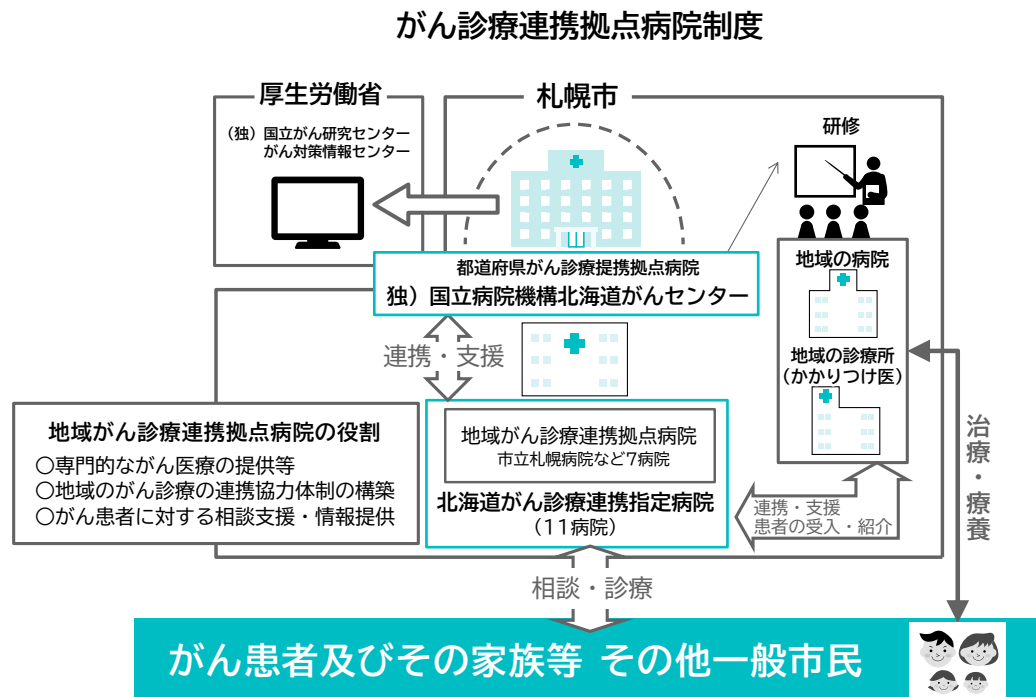 がん診療連携拠点病院制度
厚生労働省
（独）国立がん研究センター
がん対策情報センター
札幌市
研修
都道府県がん診療提携拠点病院
独）国立病院機構北海道がんセンター
地域の病院
地域の診療所
（かかりつけ医）
連携・支援
地域がん診療連携拠点病院の役割
○専門的ながん医療の提供等
○地域のがん診療の連携協力体制の構築
○がん患者に対する相談支援・情報提供
地域がん診療連携拠点病院
市立札幌病院など7病院
北海道がん診療連携指定病院
（11病院）
連携・支援
患者の受入・紹介
治療・療養
相談・診療
がん患者及びその家族等 その他一般市民